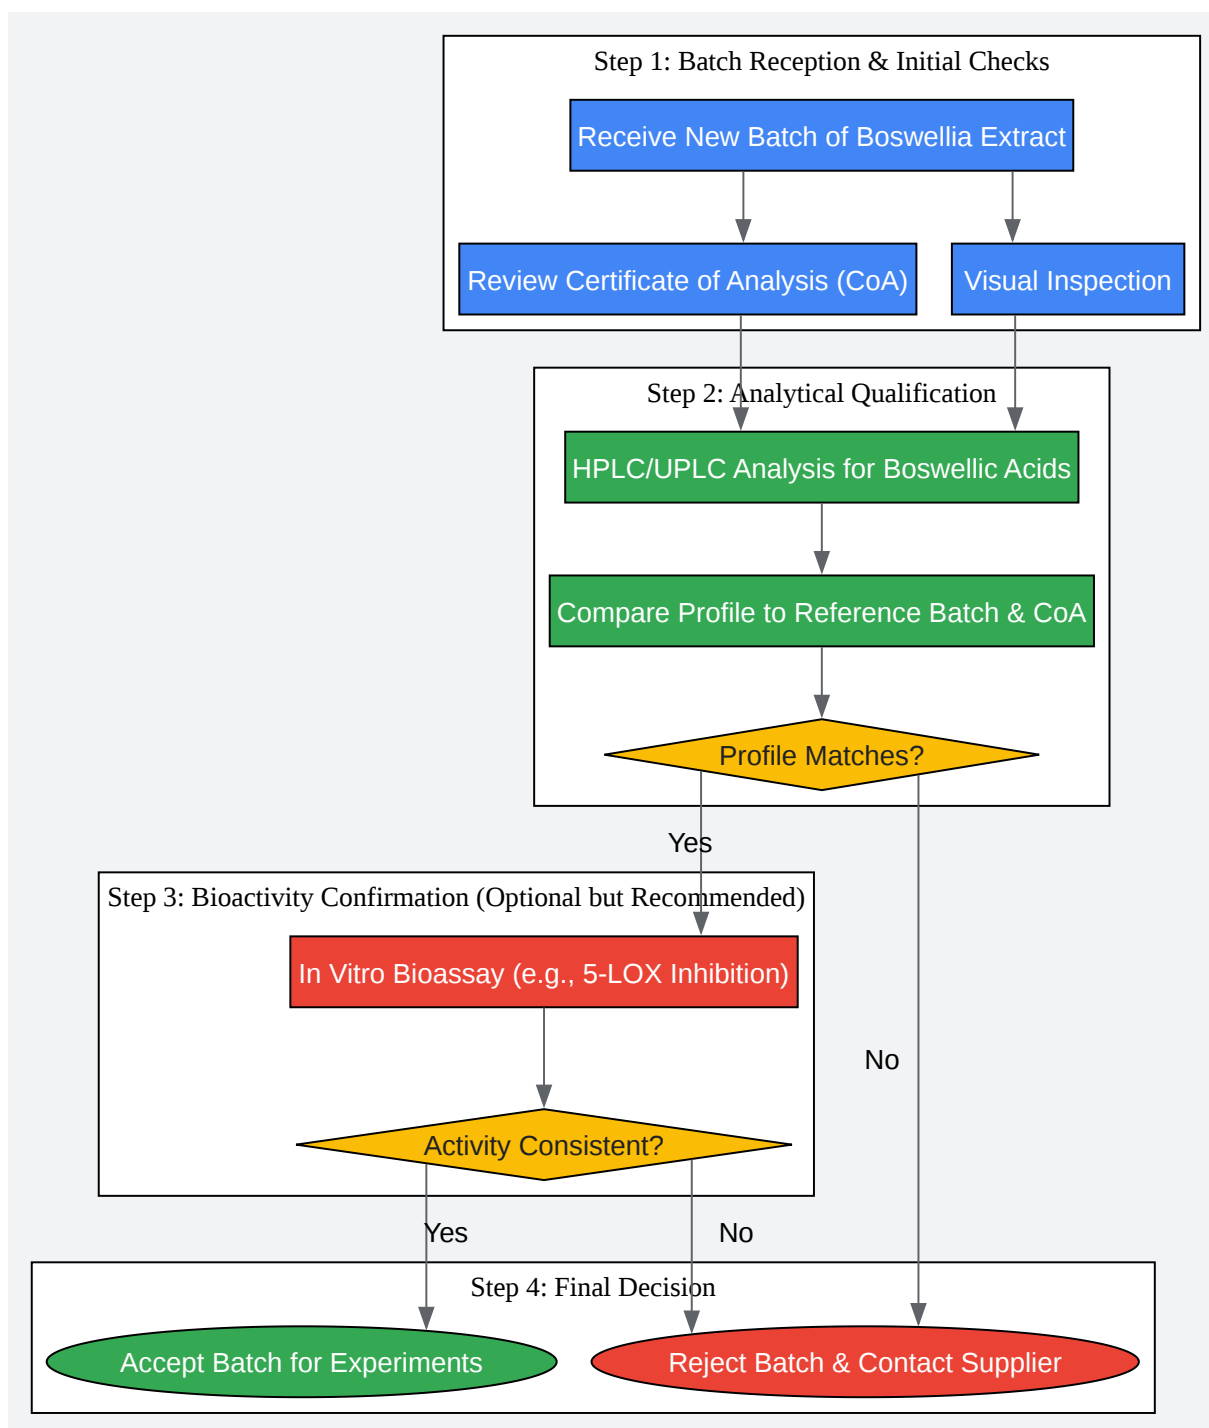 Step 1: Batch Reception & Initial Checks
Receive New Batch of Boswellia Extract
Review Certificate of Analysis (CoA)
Visual Inspection
Step 2: Analytical Qualification
HPLC/UPLC Analysis for Boswellic Acids
Compare Profile to Reference Batch & CoA
Profile Matches?
Yes
Step 3: Bioactivity Confirmation (Optional but Recommended)
In Vitro Bioassay (e.g., 5-LOX Inhibition)
No
Activity Consistent?
Yes
No
Step 4: Final Decision
Accept Batch for Experiments
Reject Batch & Contact Supplier